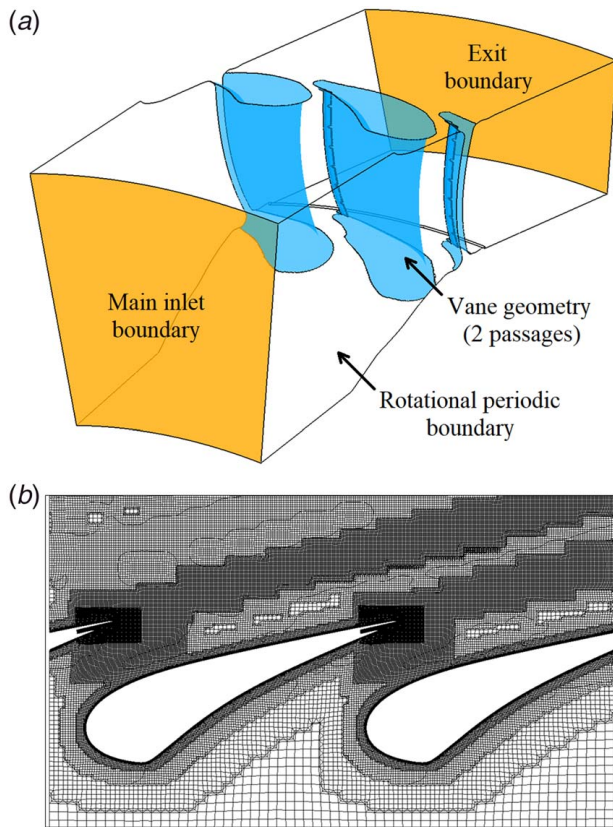 (a)
Exit
boundary
Main inlet
boundary
Vane geometry
(2 passages)
Rotational periodic
boundary
(b)